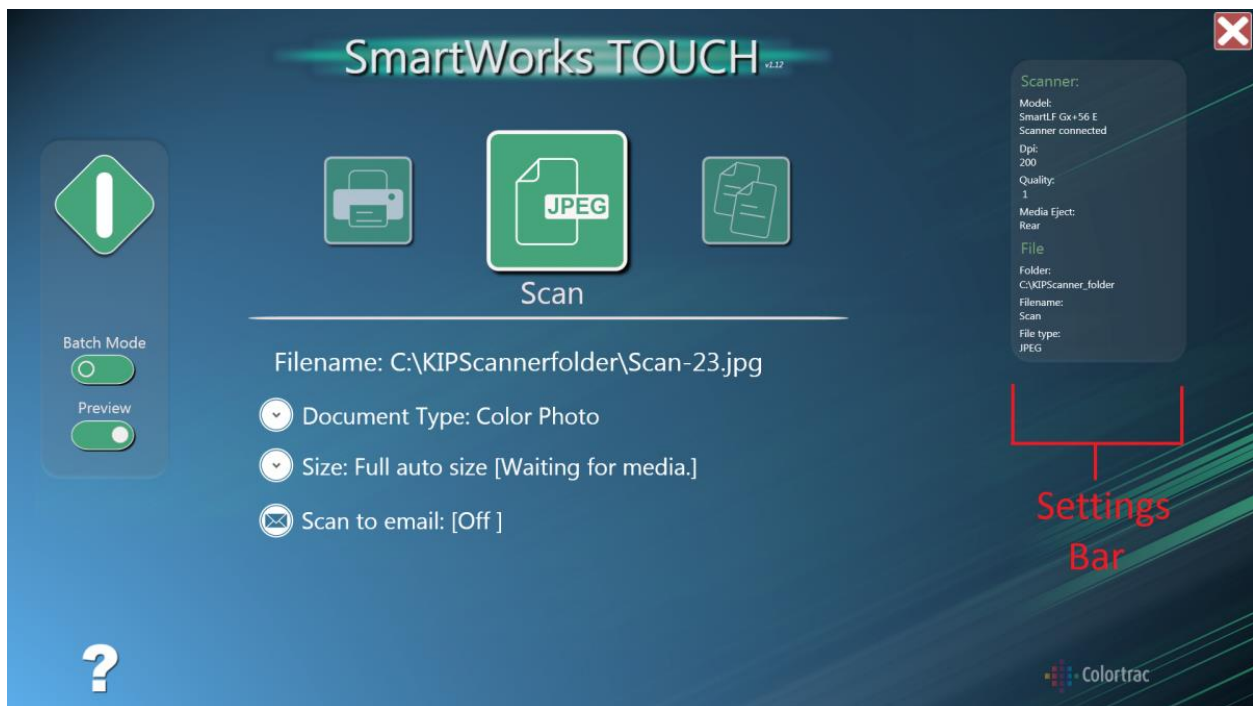 SmartWorks TOUCH v1.12
Scanner:
Model:
SmartLF Gx+56 E
Scanner connected
Dpi:
200
Quality:
1
Media Eject:
Rear
File
Folder:
C:\KIPScanner_folder
Filename:
Scan
File type:
JPEG
JPEG
Scan
Batch Mode
Preview
Filename: C:\KIPScannerfolder\Scan-23.jpg
Document Type: Color Photo
Size: Full auto size [Waiting for media.]
Scan to email: [Off ]
Settings
Bar
?
Colortrac